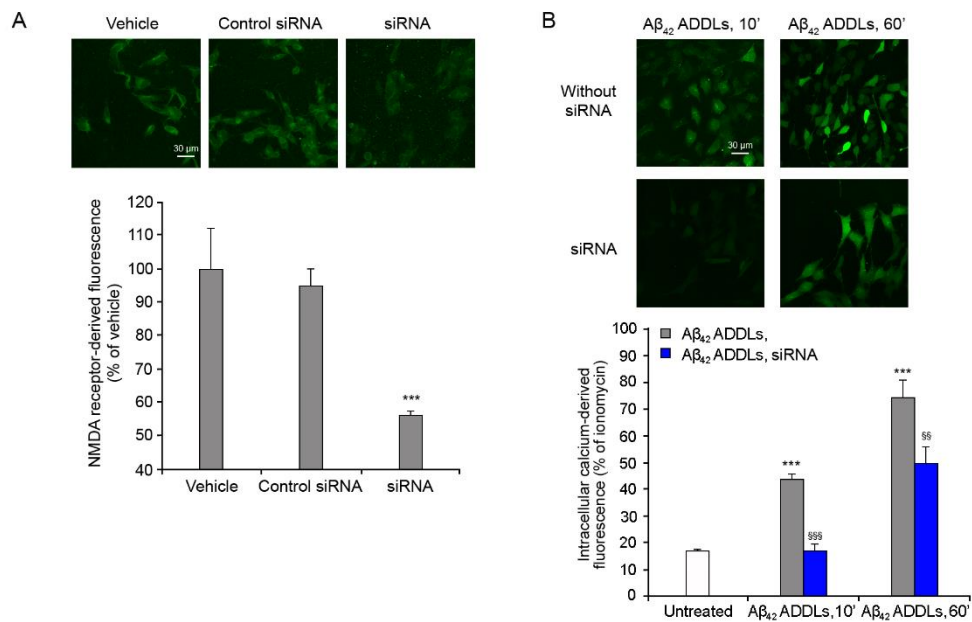 A
Vehicle
Control siRNA
siRNA
30 µm
NMDA receptor-derived fluorescence
(% of vehicle)
120
110
100
90
80
70
60
50
40
***
Vehicle
Control siRNA
siRNA
B
Aβ₄₂ ADDLs, 10'
Aβ₄₂ ADDLs, 60'
Without
siRNA
30 µm
siRNA
Intracellular calcium-derived
fluorescence (% of ionomycin)
100
90
80
70
60
50
40
30
20
10
0
Aβ₄₂ ADDLs,
Aβ₄₂ ADDLs, siRNA
***
§§§
***
§§
Untreated
Aβ₄₂ ADDLs, 10'
Aβ₄₂ ADDLs, 60'